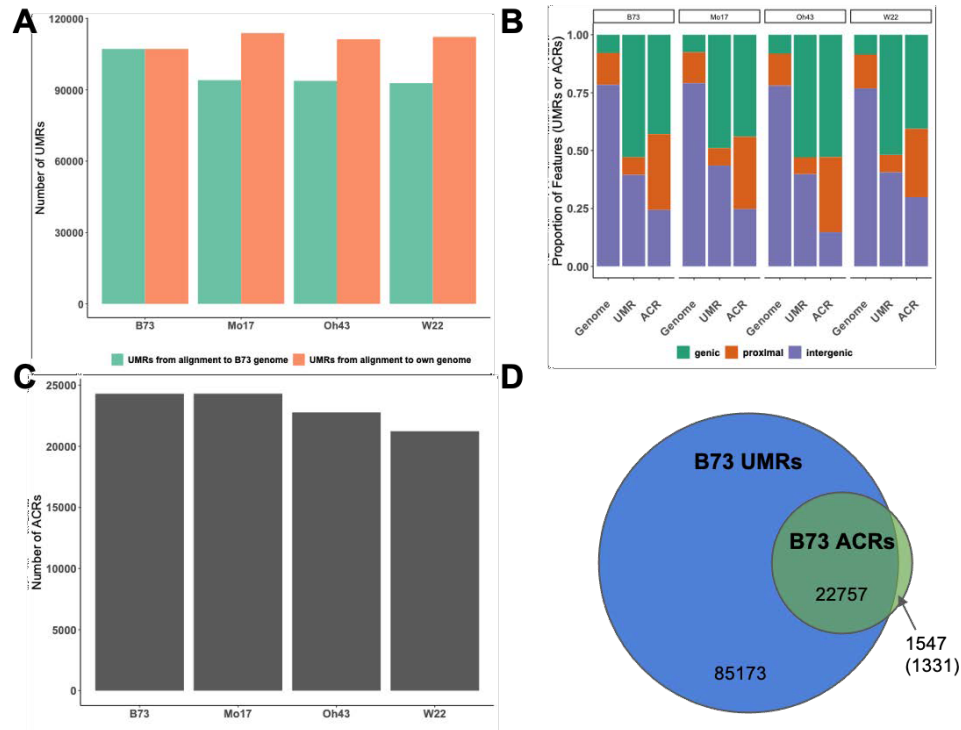 A
120000
90000
60000
30000
0
Number of UMRs
B73
Mo17
Oh43
W22
UMRs from alignment to B73 genome
UMRs from alignment to own genome
B
B73
Mo17
Oh43
W22
Proportion of Features (UMRs or ACRs)
1.00
0.75
0.50
0.25
0.00
Genome
UMR
ACR
Genome
UMR
ACR
Genome
UMR
ACR
Genome
UMR
ACR
genic
proximal
intergenic
C
25000
20000
15000
10000
5000
0
Number of ACRs
B73
Mo17
Oh43
W22
D
B73 UMRs
B73 ACRs
22757
1547
(1331)
85173